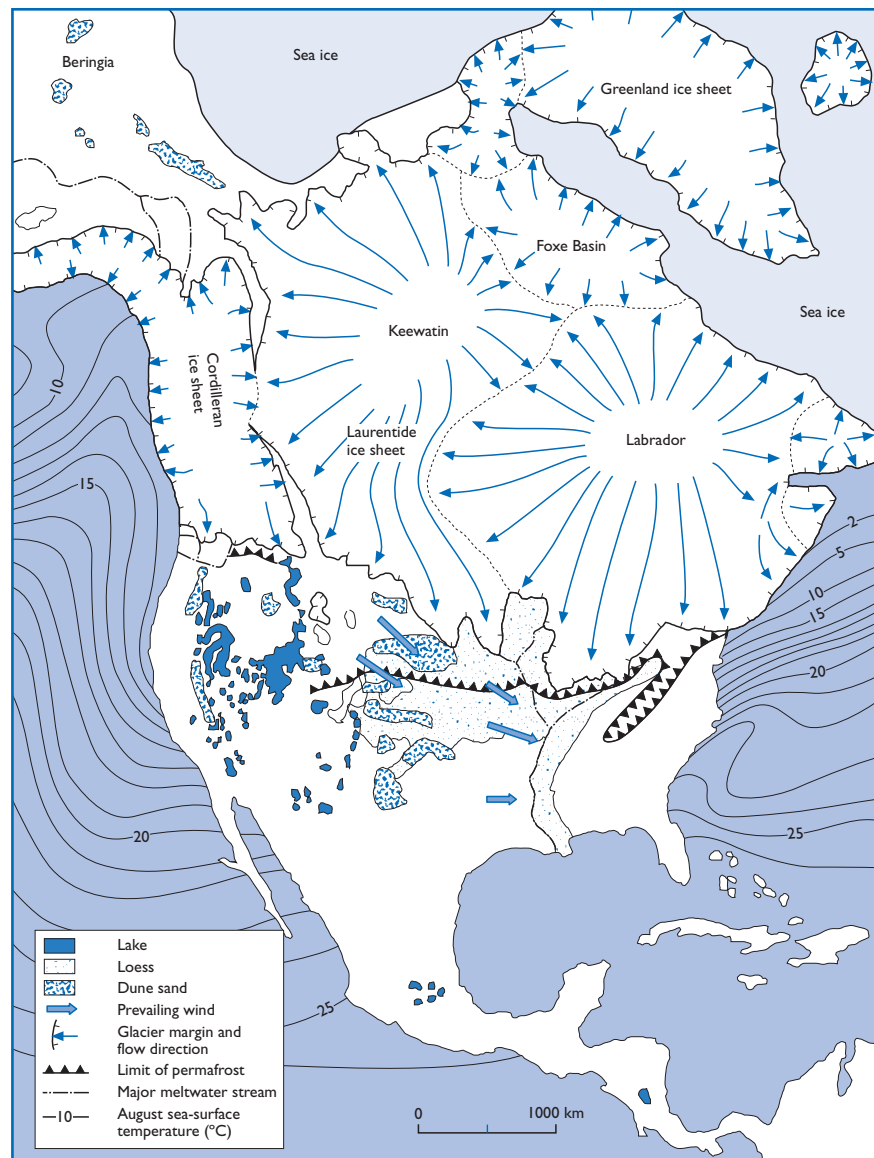 Beringia
Sea ice
Greenland ice sheet
Foxe Basin
Sea ice
Keewatin
Cordilleran
ice sheet
Laurentide
ice sheet
Labrador
10
15
20
25
2
5
10
15
20
25
Lake
Loess
Dune sand
Prevailing wind
Glacier margin and
flow direction
Limit of permafrost
Major meltwater stream
10 August sea-surface
temperature (°C)
0 1000 km